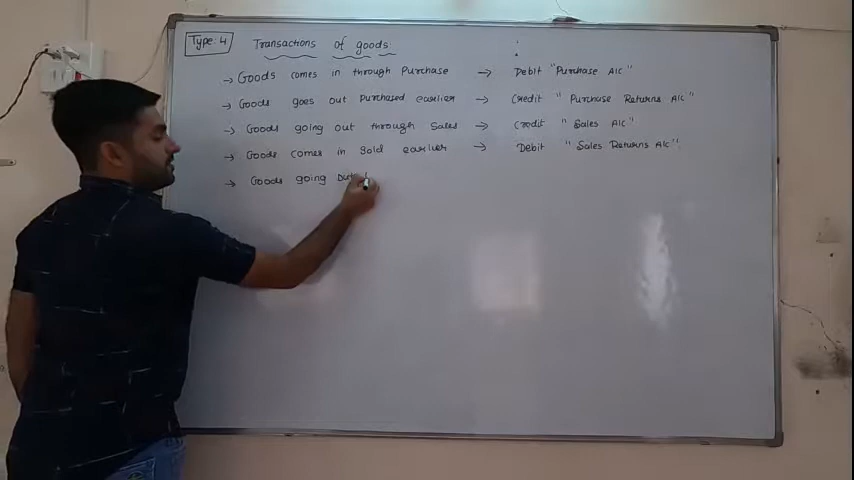 Type: 4 Transactions of goods :
→ Goods comes in through Purchase → Debit "Purchase A/c"
→ Goods goes out Purchased earlier → Credit "Purchase Returns A/c"
→ Goods going out through Sales → Credit "Sales A/c"
→ Goods comes in sold earlier → Debit "Sales Returns A/c".
→ Goods going out